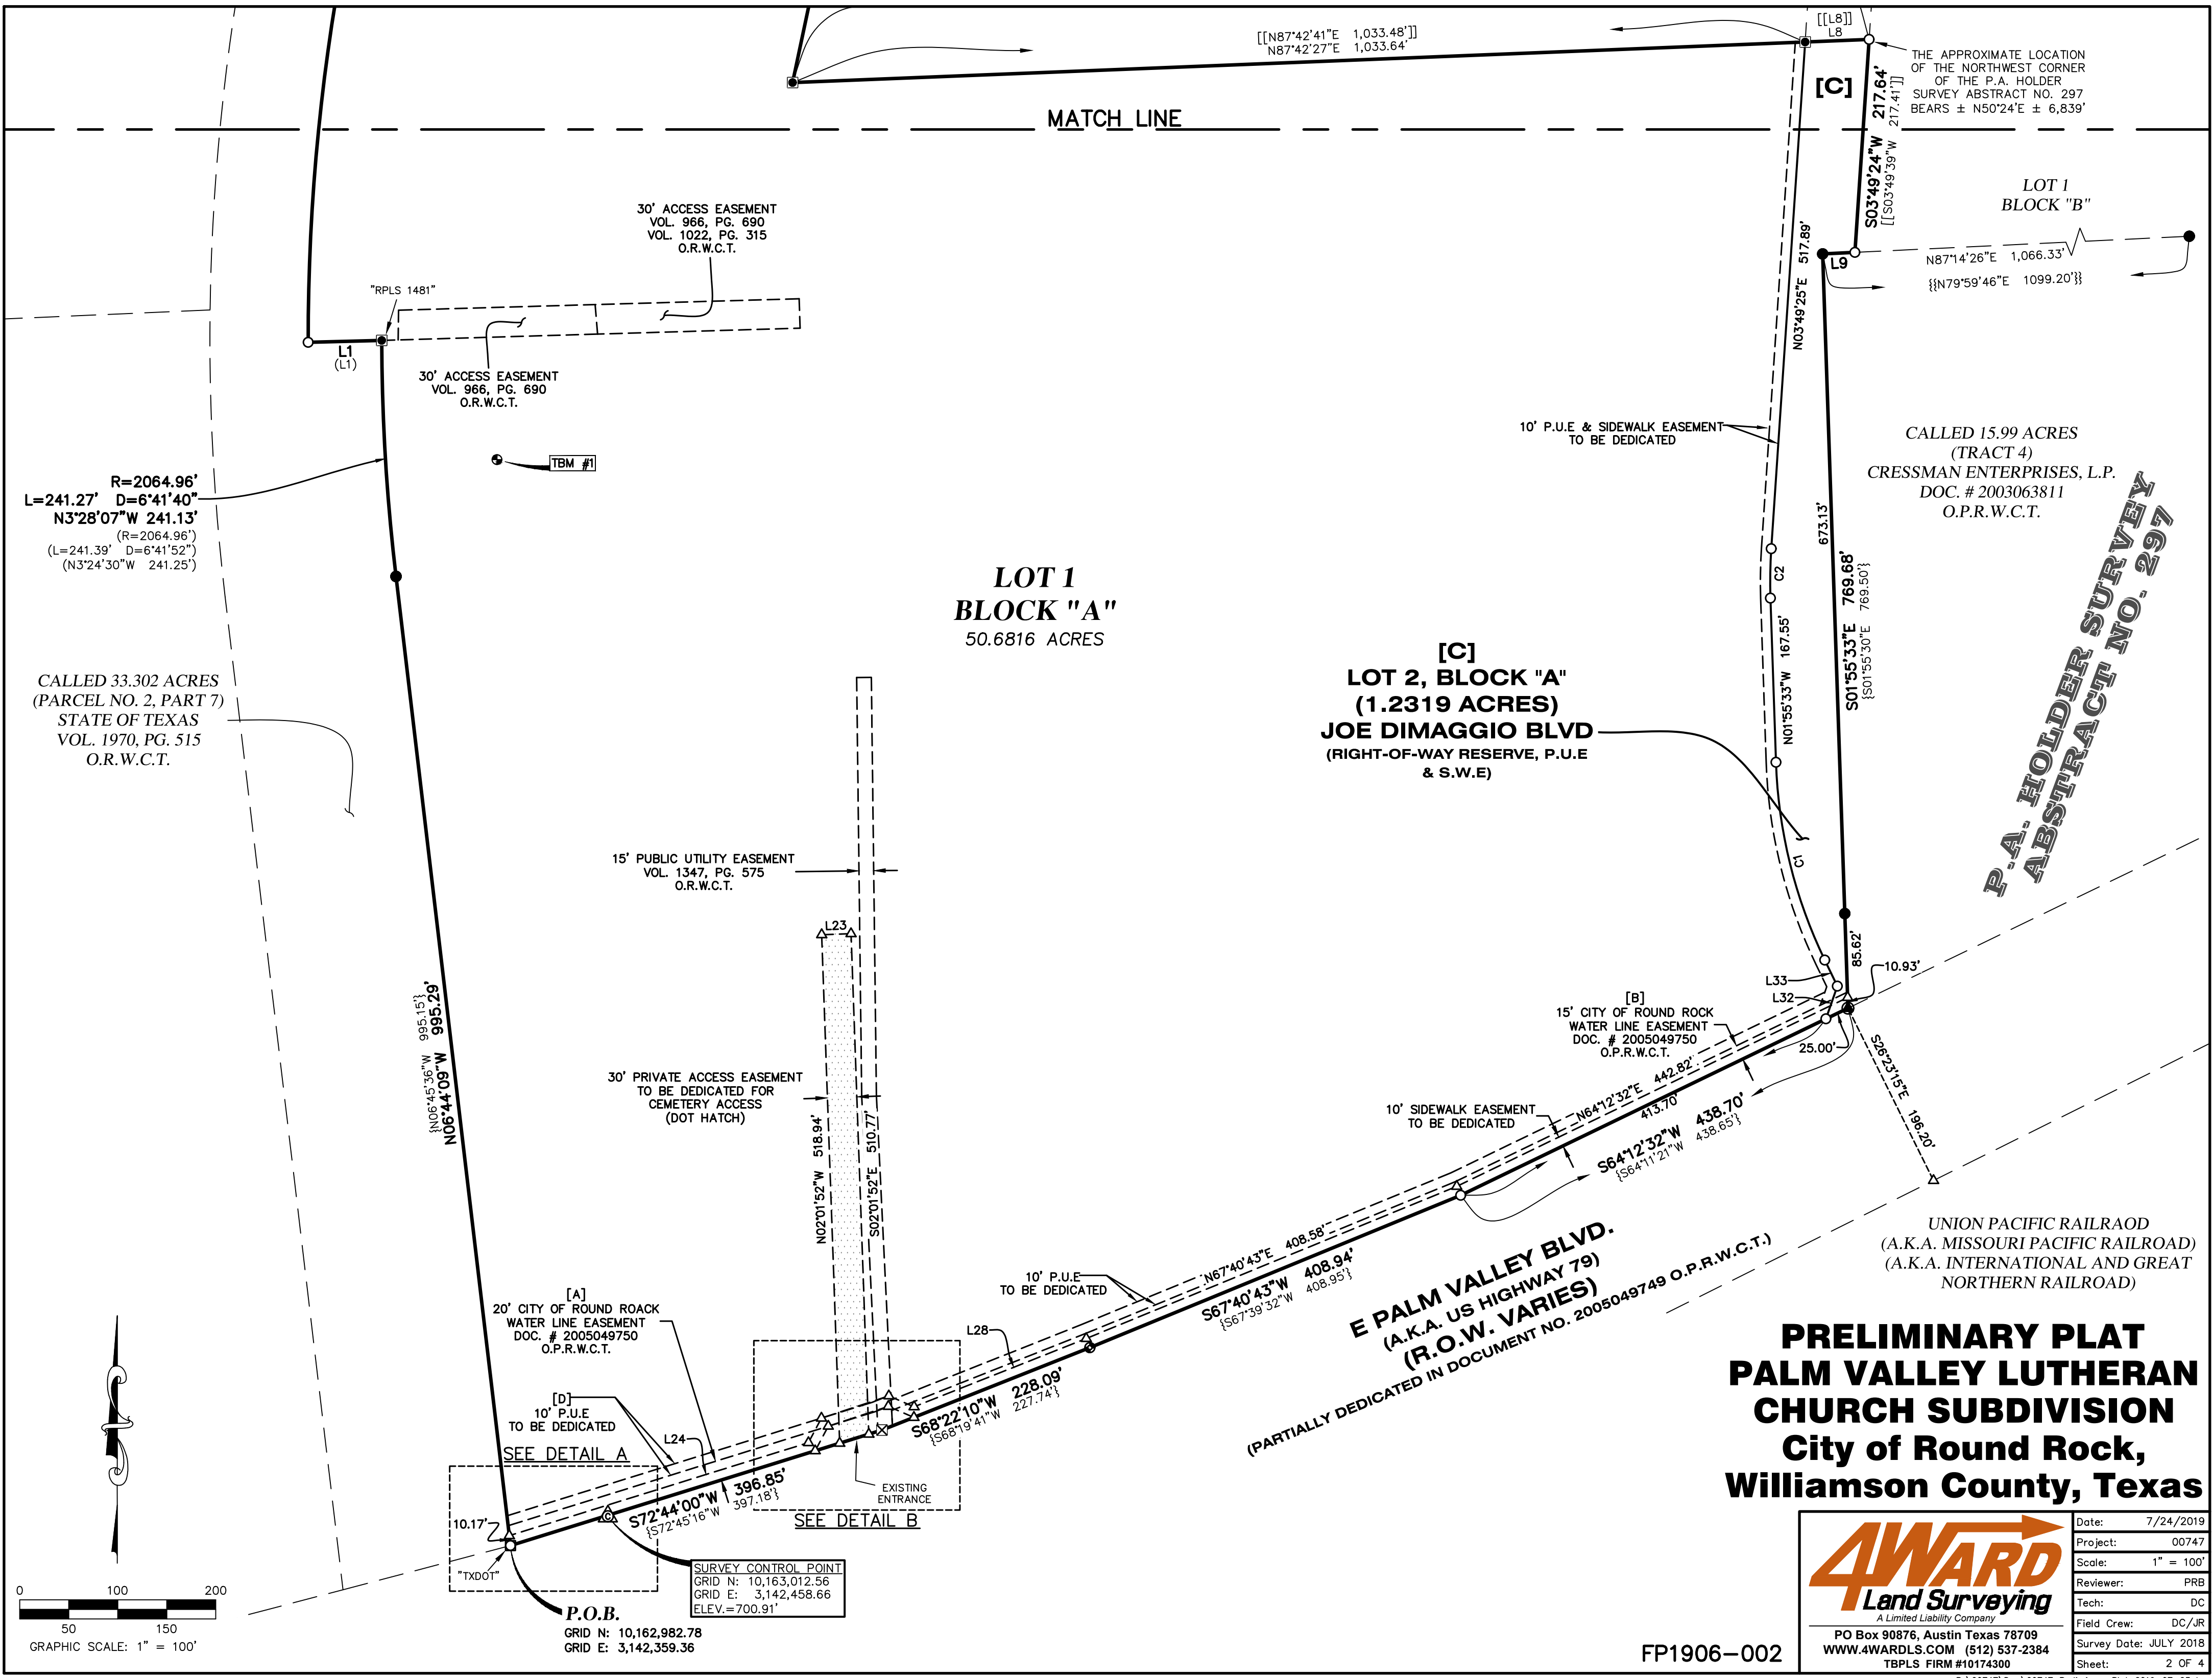 [[N87°42'41"E 1,033.48']]
N87°42'27"E 1,033.64'
[[L8]]
L8
THE APPROXIMATE LOCATION
OF THE NORTHWEST CORNER
OF THE P.A. HOLDER
SURVEY ABSTRACT NO. 297
BEARS ± N50°24'E ± 6,839'
[C]
S03°49'24"W 217.64'
[[S03°49'39"W 217.41']]
MATCH LINE
LOT 1
BLOCK "B"
N87°14'26"E 1,066.33'
{{N79°59'46"E 1099.20'}}
L9
30' ACCESS EASEMENT
VOL. 966, PG. 690
VOL. 1022, PG. 315
O.R.W.C.T.
"RPLS 1481"
L1
(L1)
30' ACCESS EASEMENT
VOL. 966, PG. 690
O.R.W.C.T.
TBM #1
N03°49'25"E 517.89'
10' P.U.E & SIDEWALK EASEMENT
TO BE DEDICATED
CALLED 15.99 ACRES
(TRACT 4)
CRESSMAN ENTERPRISES, L.P.
DOC. # 2003063811
O.P.R.W.C.T.
R=2064.96'
L=241.27' D=6°41'40"
N3°28'07"W 241.13'
(R=2064.96')
(L=241.39' D=6°41'52")
(N3°24'30"W 241.25')
673.13'
S01°55'33"E 769.68'
{S01°55'30"E 769.50'}
P.A. HOLDER SURVEY
ABSTRACT NO. 297
LOT 1
BLOCK "A"
50.6816 ACRES
C2
N01°55'33"W 167.55'
C1
[C]
LOT 2, BLOCK "A"
(1.2319 ACRES)
JOE DIMAGGIO BLVD
(RIGHT-OF-WAY RESERVE, P.U.E
& S.W.E)
CALLED 33.302 ACRES
(PARCEL NO. 2, PART 7)
STATE OF TEXAS
VOL. 1970, PG. 515
O.R.W.C.T.
15' PUBLIC UTILITY EASEMENT
VOL. 1347, PG. 575
O.R.W.C.T.
L23
{N06°45'36"W 995.15'}
N06°44'09"W 995.29'
30' PRIVATE ACCESS EASEMENT
TO BE DEDICATED FOR
CEMETERY ACCESS
(DOT HATCH)
N02°01'52"W 518.94'
S02°01'52"E 510.77'
85.62'
10.93'
L33
L32
25.00'
[B]
15' CITY OF ROUND ROCK
WATER LINE EASEMENT
DOC. # 2005049750
O.P.R.W.C.T.
S26°23'15"E 196.20'
10' SIDEWALK EASEMENT
TO BE DEDICATED
N64°12'32"E 442.82'
413.70'
S64°12'32"W 438.70'
{S64°11'21"W 438.65'}
UNION PACIFIC RAILRAOD
(A.K.A. MISSOURI PACIFIC RAILROAD)
(A.K.A. INTERNATIONAL AND GREAT
NORTHERN RAILROAD)
10' P.U.E
TO BE DEDICATED
N67°40'43"E 408.58'
S67°40'43"W 408.94'
{S67°39'32"W 408.95'}
E PALM VALLEY BLVD.
(A.K.A. US HIGHWAY 79)
(R.O.W. VARIES)
(PARTIALLY DEDICATED IN DOCUMENT NO. 2005049749 O.P.R.W.C.T.)
[A]
20' CITY OF ROUND ROACK
WATER LINE EASEMENT
DOC. # 2005049750
O.P.R.W.C.T.
L28
S68°22'10"W 228.09'
{S68°19'41"W 227.74'}
[D]
10' P.U.E
TO BE DEDICATED
L24
SEE DETAIL A
S72°44'00"W 396.85'
{S72°45'16"W 397.18'}
EXISTING
ENTRANCE
SEE DETAIL B
10.17'
"TXDOT"
SURVEY CONTROL POINT
GRID N: 10,163,012.56
GRID E: 3,142,458.66
ELEV.=700.91'
P.O.B.
GRID N: 10,162,982.78
GRID E: 3,142,359.36
0 100 200
50 150
GRAPHIC SCALE: 1" = 100'
PRELIMINARY PLAT
PALM VALLEY LUTHERAN
CHURCH SUBDIVISION
City of Round Rock,
Williamson County, Texas
FP1906-002
4WARD
Land Surveying
A Limited Liability Company
PO Box 90876, Austin Texas 78709
WWW.4WARDLS.COM (512) 537-2384
TBPLS FIRM #10174300
Date: 7/24/2019
Project: 00747
Scale: 1" = 100'
Reviewer: PRB
Tech: DC
Field Crew: DC/JR
Survey Date: JULY 2018
Sheet: 2 OF 4